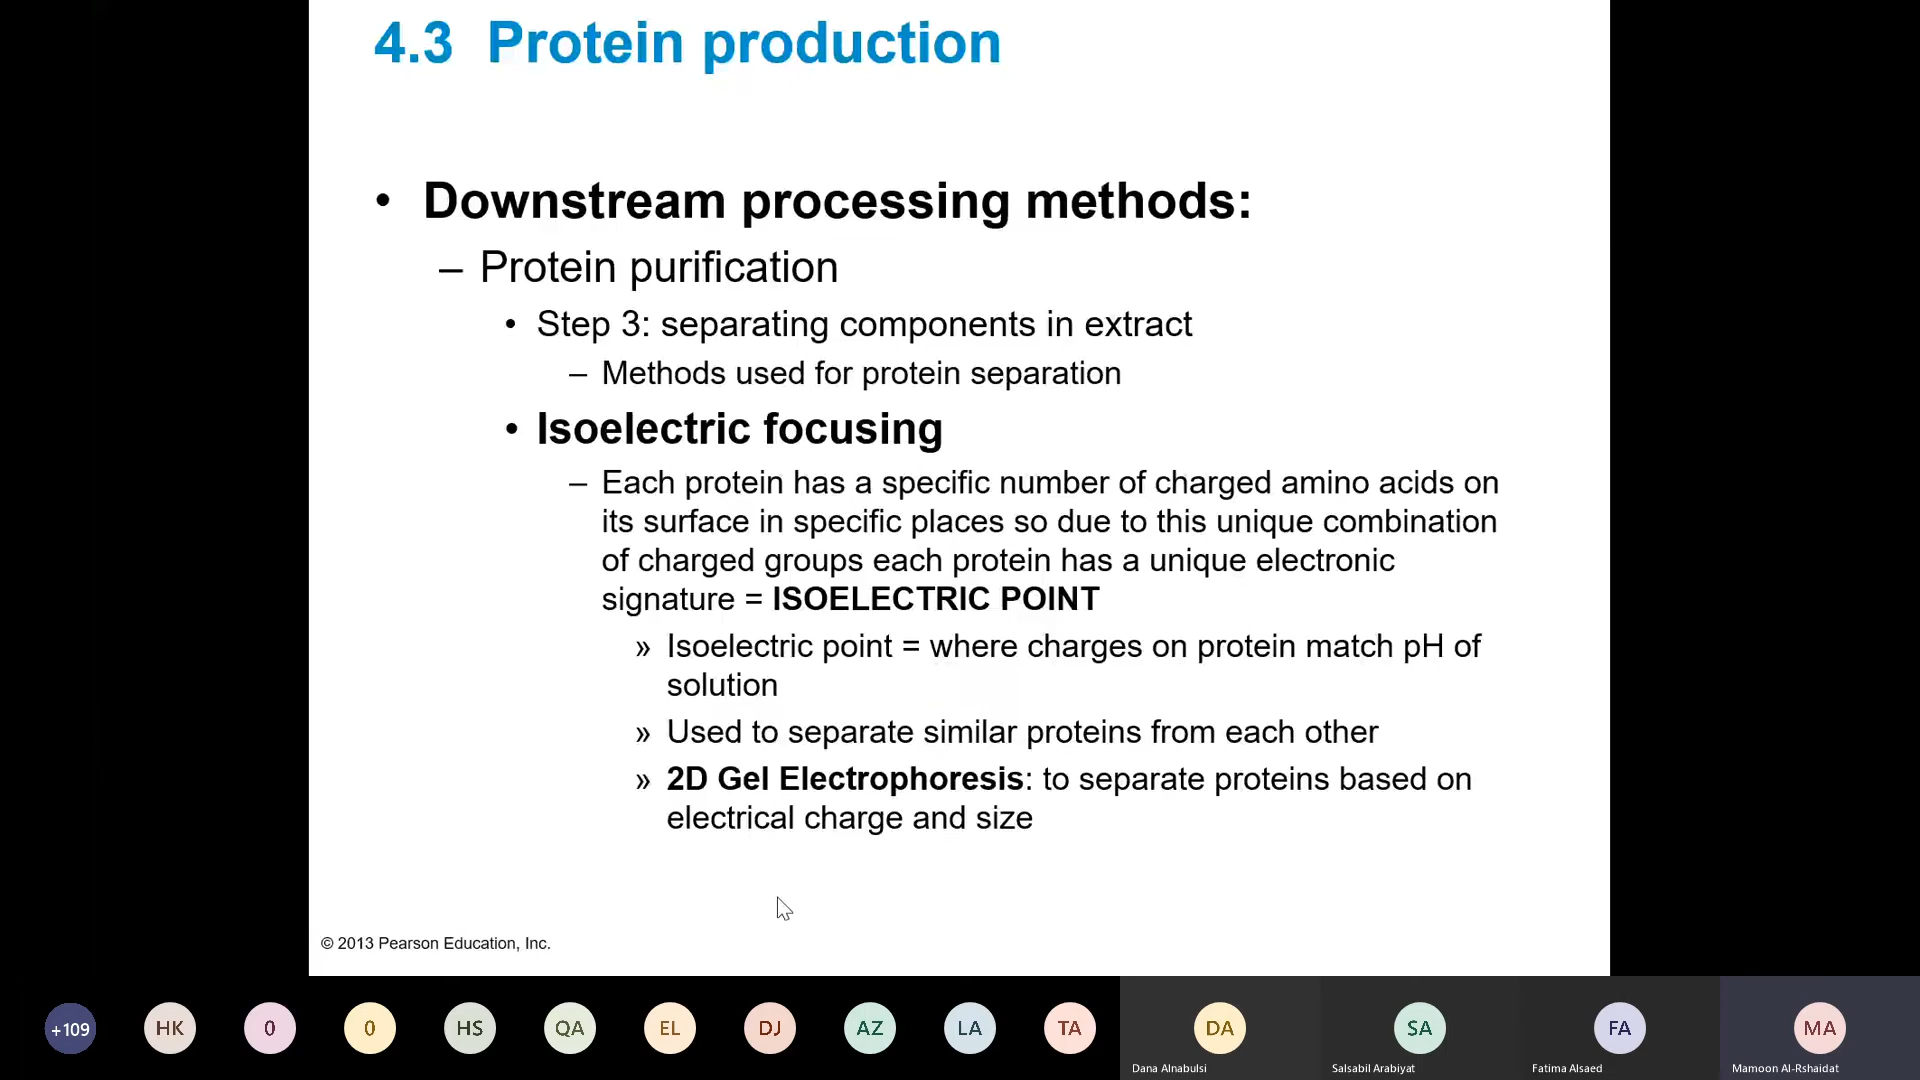 4.3 Protein production
• Downstream processing methods:
– Protein purification
• Step 3: separating components in extract
– Methods used for protein separation
• Isoelectric focusing
– Each protein has a specific number of charged amino acids on
its surface in specific places so due to this unique combination
of charged groups each protein has a unique electronic
signature = ISOELECTRIC POINT
» Isoelectric point = where charges on protein match pH of
solution
» Used to separate similar proteins from each other
» 2D Gel Electrophoresis: to separate proteins based on
electrical charge and size
© 2013 Pearson Education, Inc.
+109 HK 0 0 HS QA EL DJ AZ LA TA DA SA FA MA
Dana Alnabulsi Salsabil Arabiyat Fatima Alsaed Mamoon Al-Rshaidat